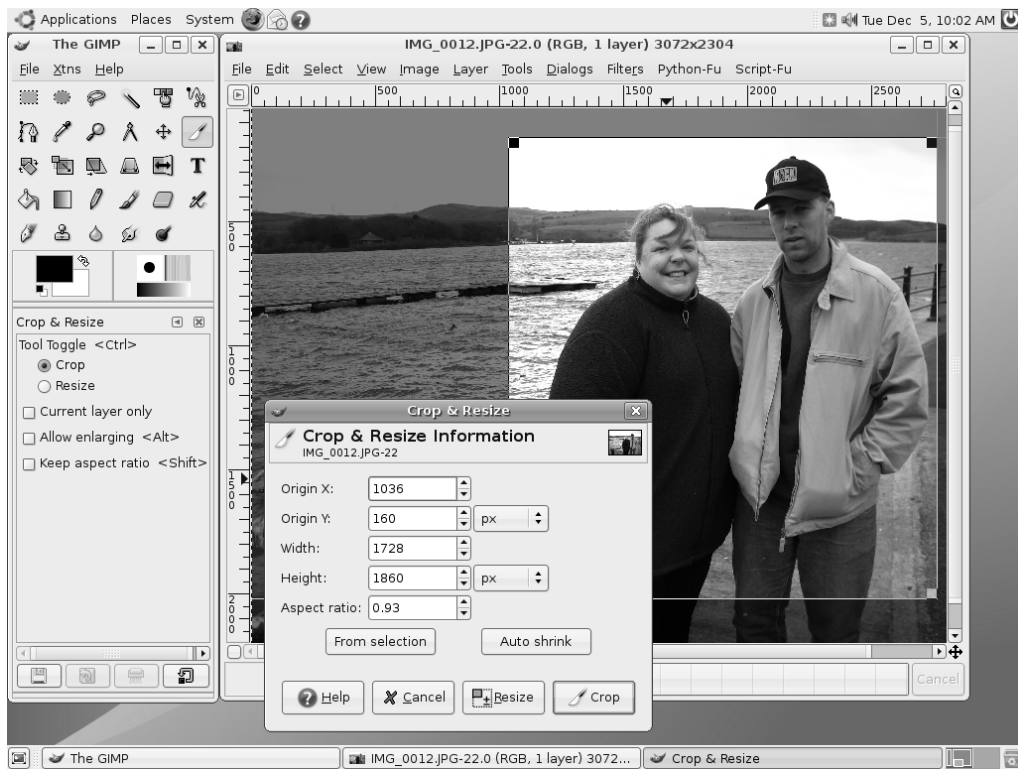 Applications Places System
Tue Dec 5, 10:02 AM
The GIMP
File Xtns Help
Crop & Resize
Tool Toggle <Ctrl>
Crop
Resize
Current layer only
Allow enlarging <Alt>
Keep aspect ratio <Shift>
IMG_0012.JPG-22.0 (RGB, 1 layer) 3072x2304
File Edit Select View Image Layer Tools Dialogs Filters Python-Fu Script-Fu
0 500 1000 1500 2000 2500
500
1000
1500
2000
Crop & Resize
Crop & Resize Information
IMG_0012.JPG-22
Origin X: 1036
Origin Y: 160 px
Width: 1728
Height: 1860 px
Aspect ratio: 0.93
From selection Auto shrink
Help Cancel Resize Crop
Cancel
The GIMP
IMG_0012.JPG-22.0 (RGB, 1 layer) 3072...
Crop & Resize